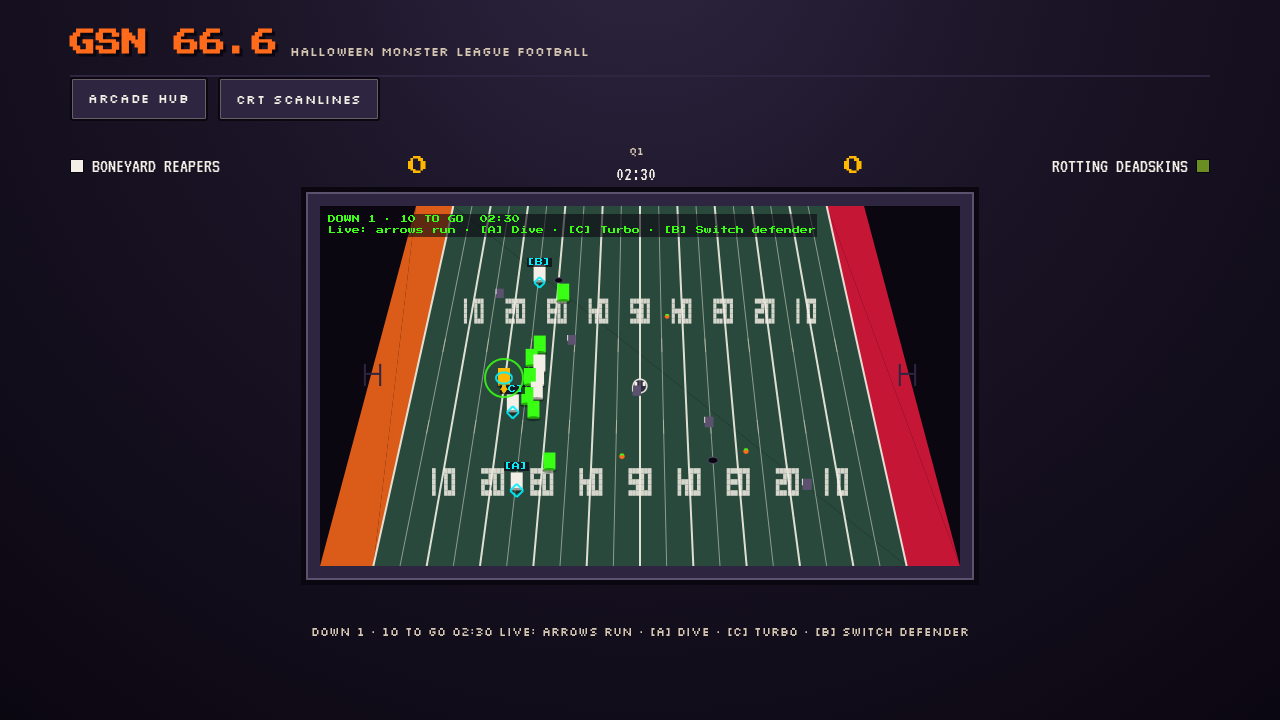 GSN 66.6 HALLOWEEN MONSTER LEAGUE FOOTBALL
ARCADE HUB CRT SCANLINES
BONEYARD REAPERS 0 Q1 0 ROTTING DEADSKINS
02:30
DOWN 1 · 10 TO GO 02:30
Live: arrows run · [A] Dive · [C] Turbo · [B] Switch defender
[B]
10 20 30 40 50 40 30 20 10
C]
[A]
10 20 30 40 50 40 30 20 10
DOWN 1 · 10 TO GO 02:30 LIVE: ARROWS RUN · [A] DIVE · [C] TURBO · [B] SWITCH DEFENDER